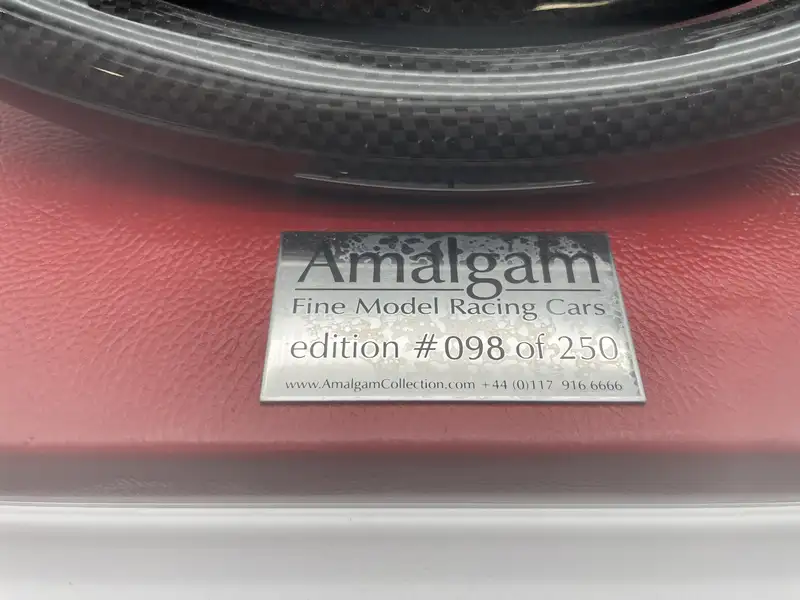 Amalgam
Fine Model Racing Cars
edition #098 of 250
www.AmalgamCollection.com +44 (0)117 916 6666